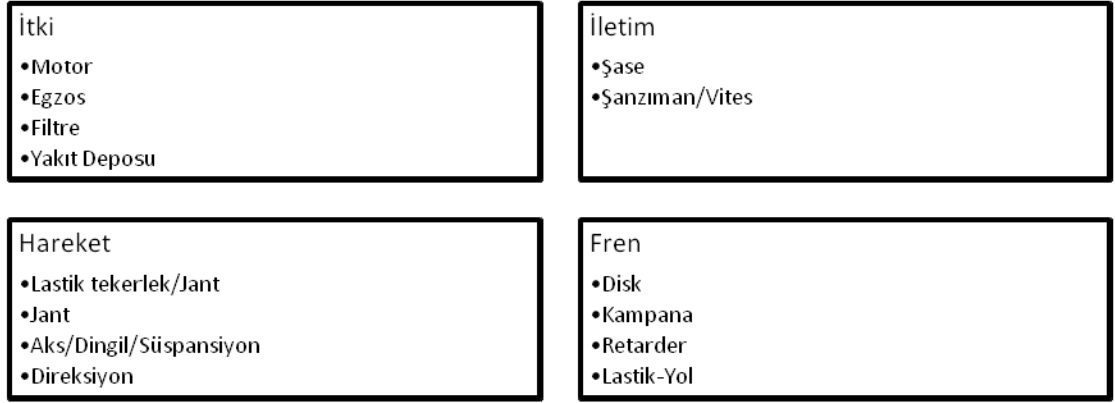 İtki
•Motor
•Egzos
•Filtre
•Yakıt Deposu
İletim
•Şase
•Şanzıman/Vites
Hareket
•Lastik tekerlek/Jant
•Jant
•Aks/Dingil/Süspansiyon
•Direksiyon
Fren
•Disk
•Kampana
•Retarder
•Lastik-Yol